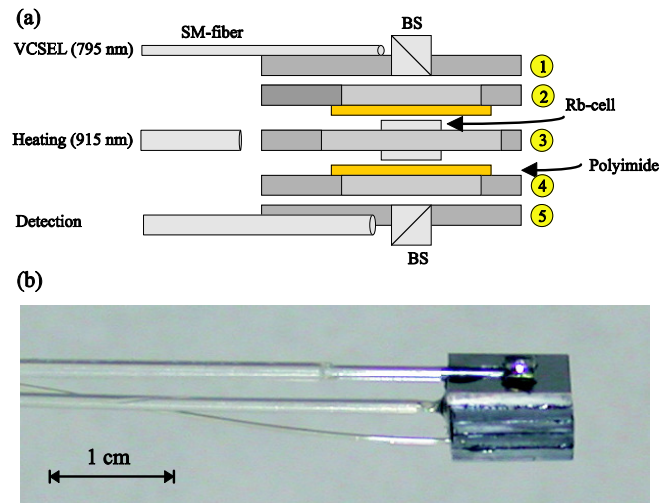 (a)
BS
SM-fiber
VCSEL (795 nm)
1
2
Rb-cell
Heating (915 nm)
3
Polyimide
4
Detection
5
BS
(b)
1 cm